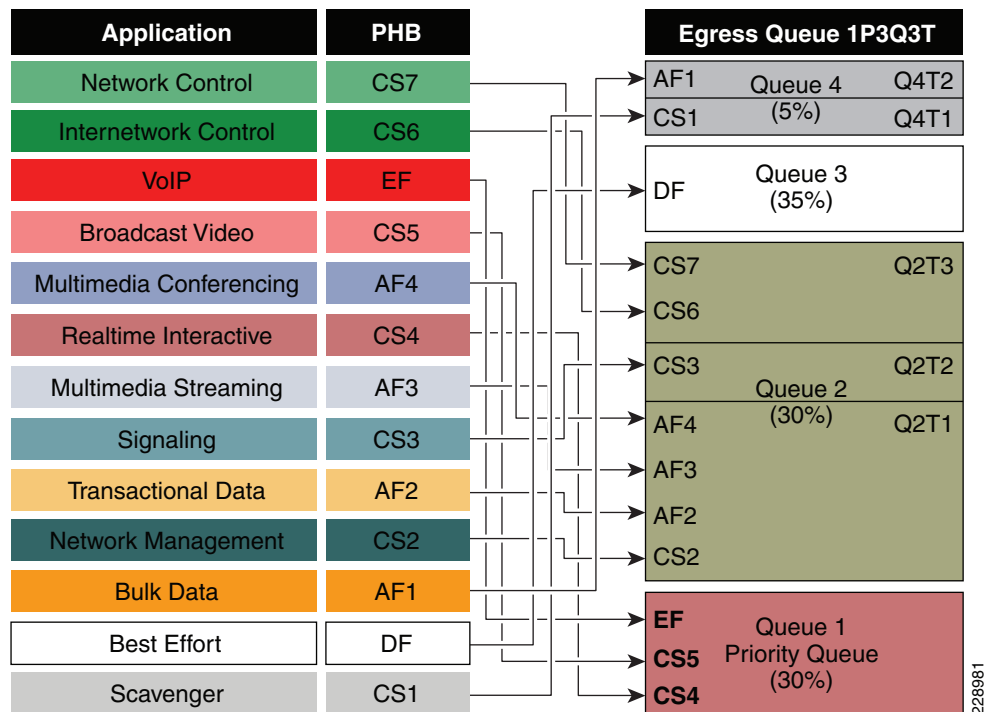 Application PHB
Network Control CS7
Internetwork Control CS6
VoIP EF
Broadcast Video CS5
Multimedia Conferencing AF4
Realtime Interactive CS4
Multimedia Streaming AF3
Signaling CS3
Transactional Data AF2
Network Management CS2
Bulk Data AF1
Best Effort DF
Scavenger CS1
Egress Queue 1P3Q3T
AF1 Queue 4 Q4T2
(5%)
CS1 Q4T1
DF Queue 3
(35%)
CS7 Q2T3
CS6
CS3 Q2T2
Queue 2
(30%)
AF4 Q2T1
AF3
AF2
CS2
EF Queue 1
CS5 Priority Queue
CS4 (30%)
228981